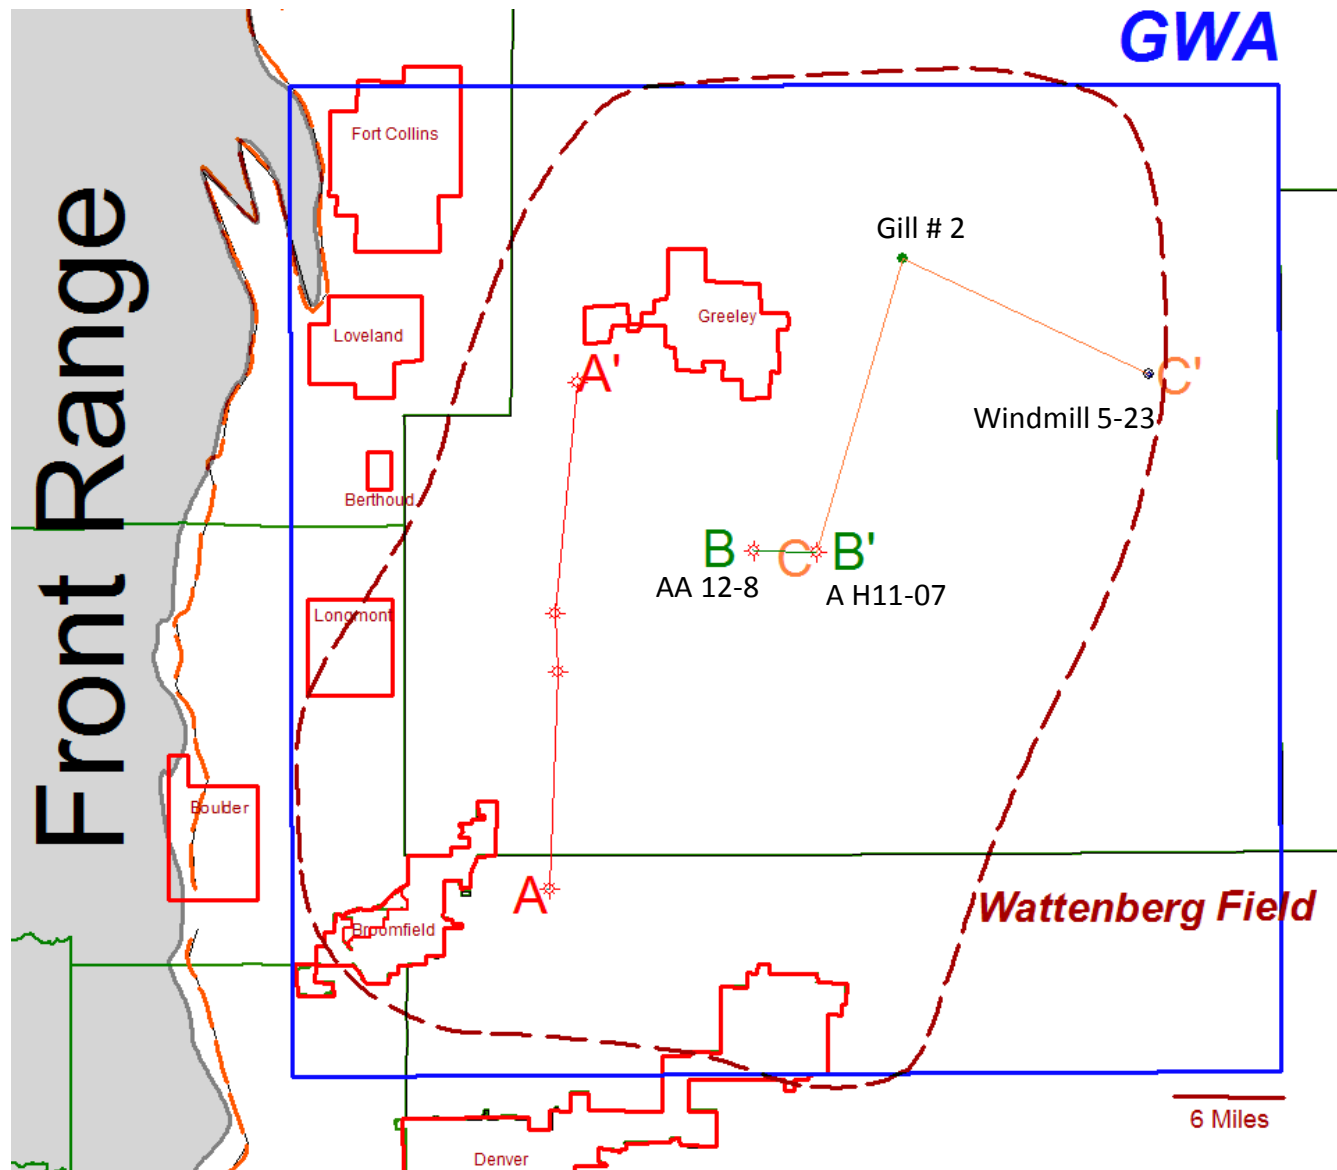 GWA
Front Range
Fort Collins
Gill # 2
Greeley
Loveland
A'
C'
Windmill 5-23
Berthoud
B
C
B'
AA 12-8
A H11-07
Longmont
Boulder
A
Wattenberg Field
Broomfield
6 Miles
Denver